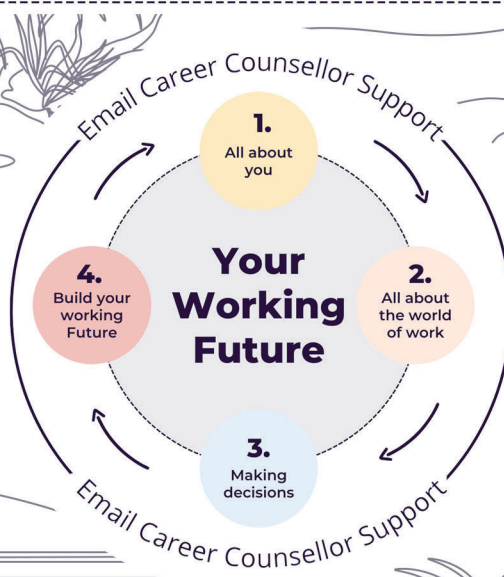 Email Career Counsellor Support
1.
All about
you
2.
All about
the world
of work
3.
Making
decisions
4.
Build your
working
Future
Your
Working
Future
Email Career Counsellor Support